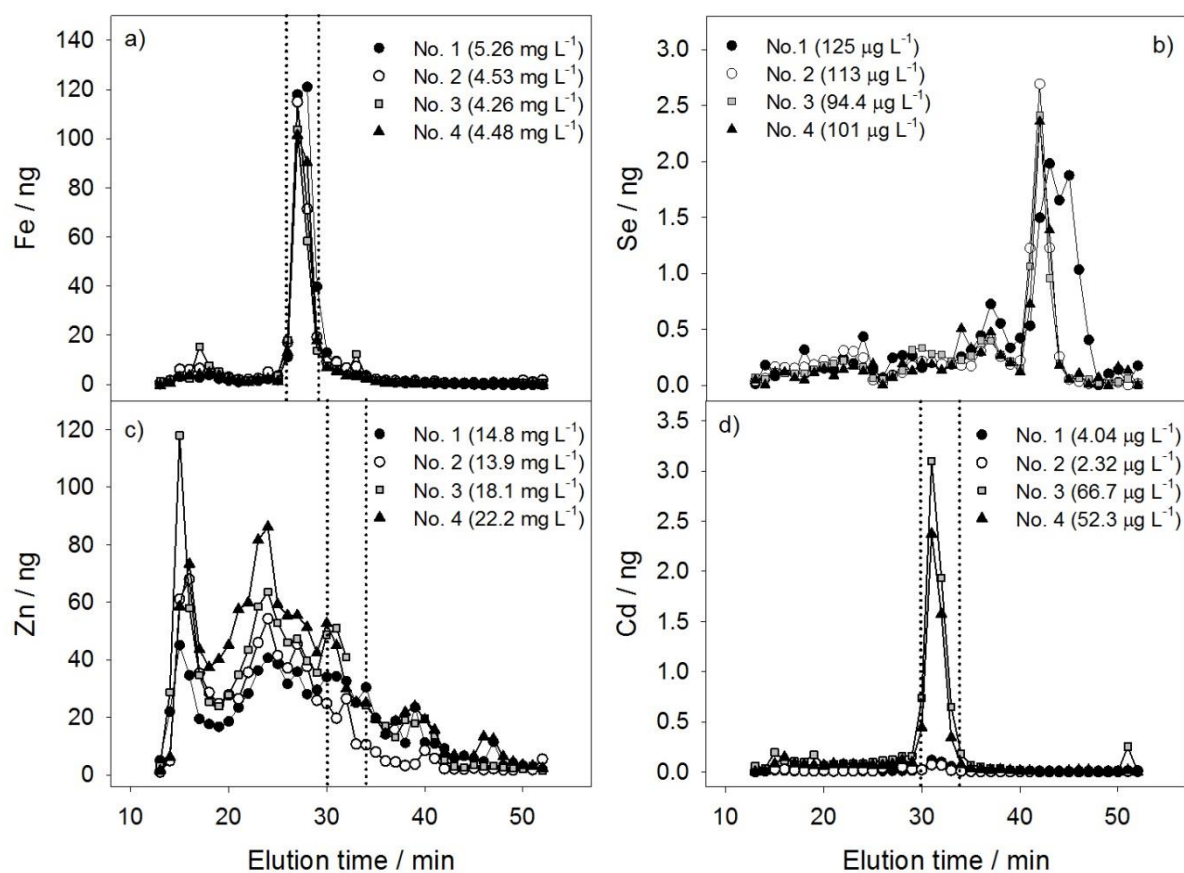 a)
No. 1 (5.26 mg L⁻¹)
No. 2 (4.53 mg L⁻¹)
No. 3 (4.26 mg L⁻¹)
No. 4 (4.48 mg L⁻¹)
Fe / ng
140
120
100
80
60
40
20
0
b)
No.1 (125 µg L⁻¹)
No. 2 (113 µg L⁻¹)
No. 3 (94.4 µg L⁻¹)
No. 4 (101 µg L⁻¹)
Se / ng
3.0
2.5
2.0
1.5
1.0
0.5
0.0
c)
No. 1 (14.8 mg L⁻¹)
No. 2 (13.9 mg L⁻¹)
No. 3 (18.1 mg L⁻¹)
No. 4 (22.2 mg L⁻¹)
Zn / ng
120
100
80
60
40
20
0
10 20 30 40 50
Elution time / min
d)
No. 1 (4.04 µg L⁻¹)
No. 2 (2.32 µg L⁻¹)
No. 3 (66.7 µg L⁻¹)
No. 4 (52.3 µg L⁻¹)
Cd / ng
3.5
3.0
2.5
2.0
1.5
1.0
0.5
0.0
10 20 30 40 50
Elution time / min